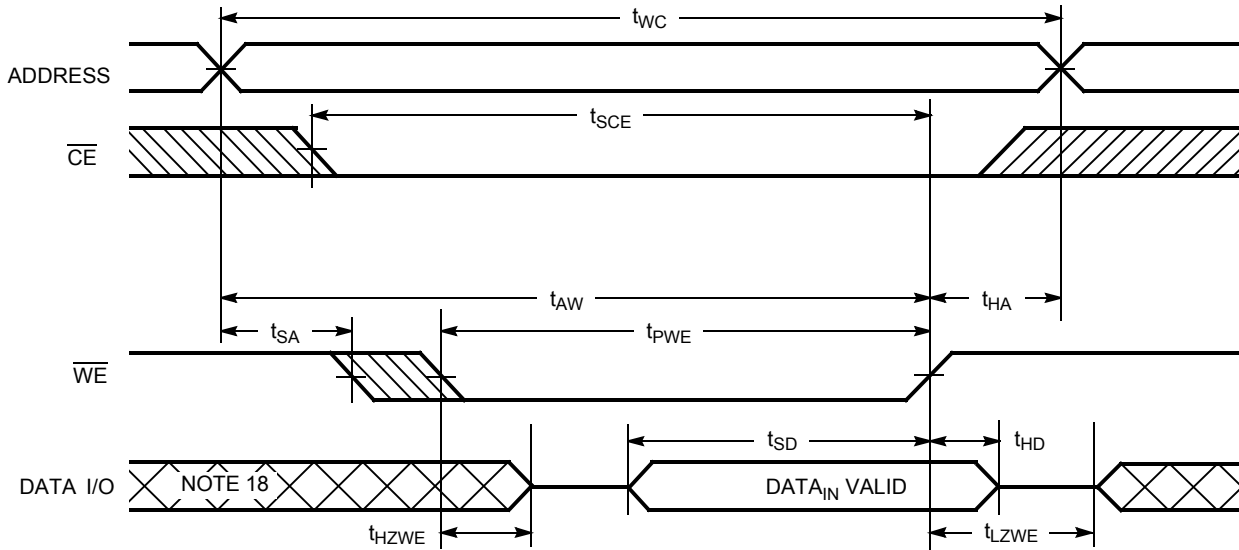 tWC
ADDRESS
tSCE
CE
tAW
tHA
tSA
tPWE
WE
tSD
tHD
DATA I/O
NOTE 18
DATAIN VALID
tHZWE
tLZWE